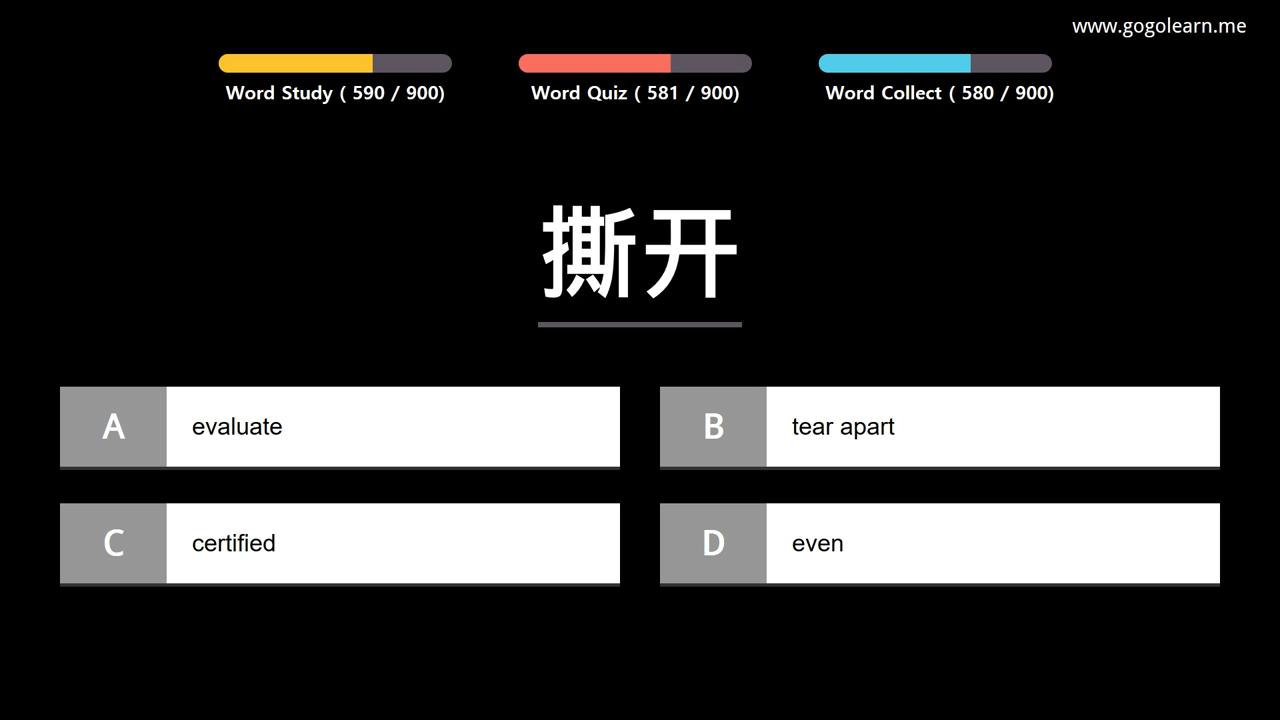 www.gogolearn.me
Word Study ( 590 / 900)
Word Quiz ( 581 / 900)
Word Collect ( 580 / 900)
撕开
A evaluate
B tear apart
C certified
D even